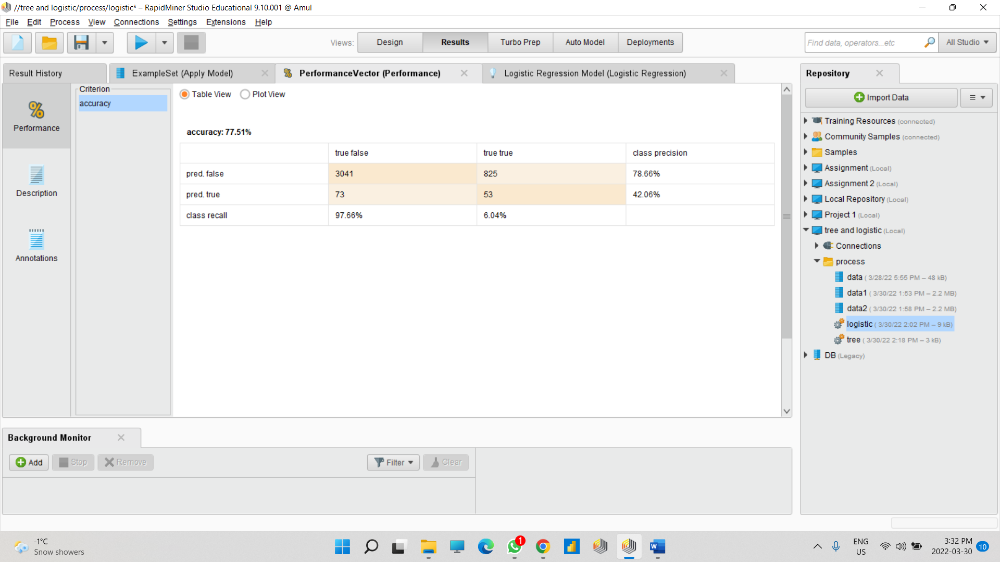 //tree and logistic/process/logistic* – RapidMiner Studio Educational 9.10.001 @ Amul
File Edit Process View Connections Settings Extensions Help
Views: Design Results Turbo Prep Auto Model Deployments
Find data, operators...etc
All Studio
Result History
ExampleSet (Apply Model)
PerformanceVector (Performance)
Logistic Regression Model (Logistic Regression)
Repository
Performance
Description
Annotations
Criterion
accuracy
Table View Plot View
accuracy: 77.51%
true false true true class precision
pred. false 3041 825 78.66%
pred. true 73 53 42.06%
class recall 97.66% 6.04%
Import Data
Training Resources (connected)
Community Samples (connected)
Samples
Assignment (Local)
Assignment 2 (Local)
Local Repository (Local)
Project 1 (Local)
tree and logistic (Local)
Connections
process
data ( 3/28/22 5:55 PM – 48 kB)
data1 ( 3/30/22 1:53 PM – 2.2 MB)
data2 ( 3/30/22 1:58 PM – 2.2 MB)
logistic ( 3/30/22 2:02 PM – 9 kB)
tree ( 3/30/22 2:18 PM – 3 kB)
DB (Legacy)
Background Monitor
Add Stop Remove Filter Clear
-1°C
Snow showers
1
ENG
US
3:32 PM
2022-03-30
10